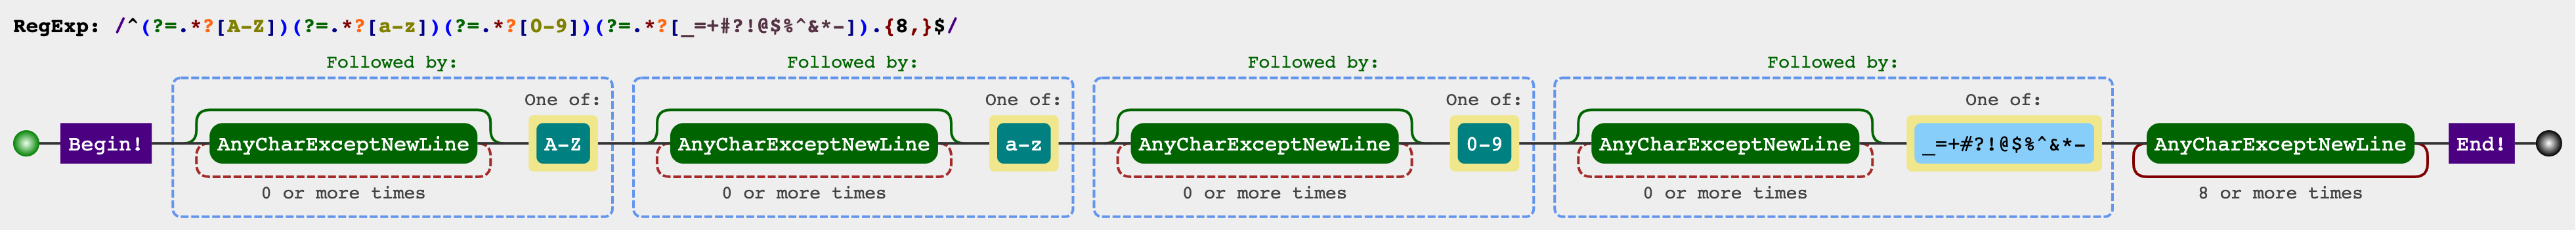 RegExp: /^(?=.*?[A-Z])(?=.*?[a-z])(?=.*?[0-9])(?=.*?[_=+#?!@$%^&*-]).{8,}$/
Followed by: Followed by: Followed by: Followed by:
One of: One of: One of: One of:
Begin! AnyCharExceptNewLine A-Z AnyCharExceptNewLine a-z AnyCharExceptNewLine 0-9 AnyCharExceptNewLine _=+#?!@$%^&*- AnyCharExceptNewLine End!
0 or more times 0 or more times 0 or more times 0 or more times 8 or more times